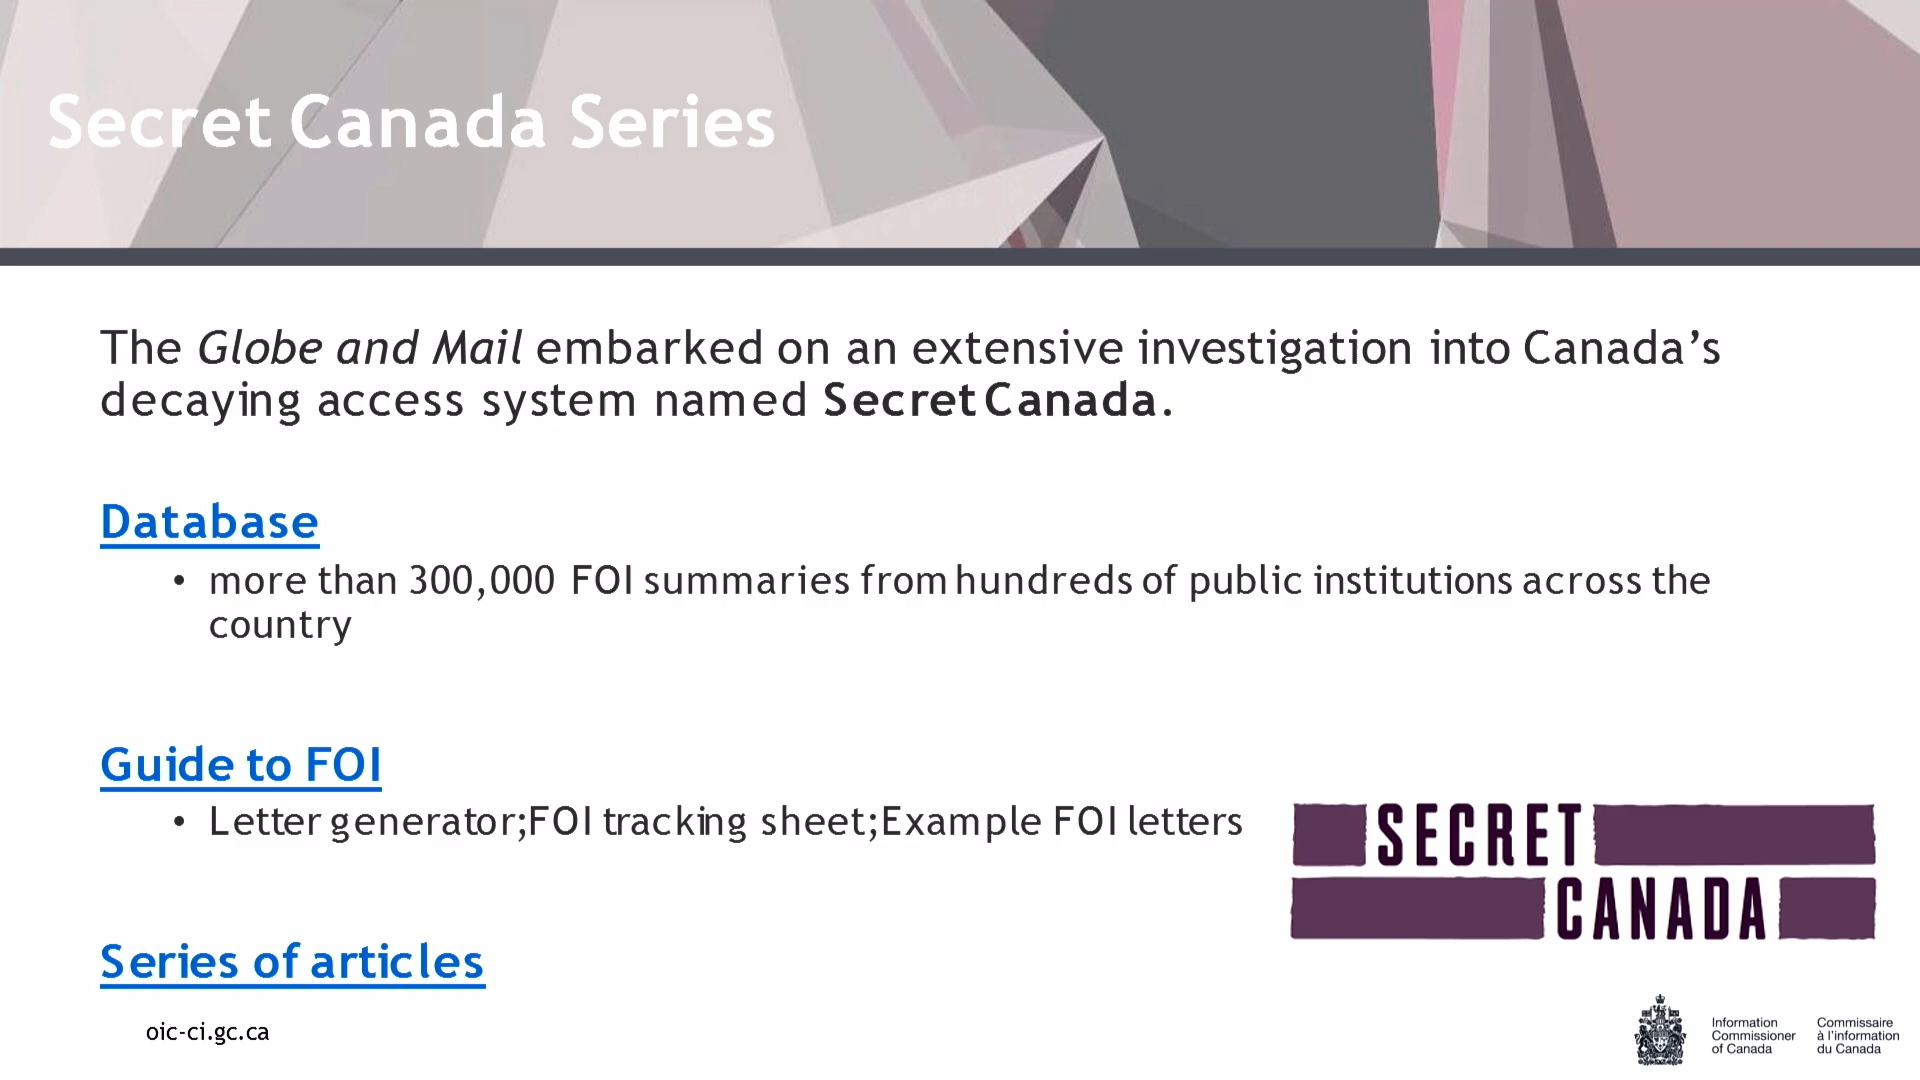 Secret Canada Series
The Globe and Mail embarked on an extensive investigation into Canada’s
decaying access system named Secret Canada.
Database
• more than 300,000 FOI summaries from hundreds of public institutions across the
country
Guide to FOI
• Letter generator;FOI tracking sheet;Example FOI letters
SECRET
CANADA
Series of articles
oic-ci.gc.ca
Information
Commissioner
of Canada
Commissaire
à l’information
du Canada